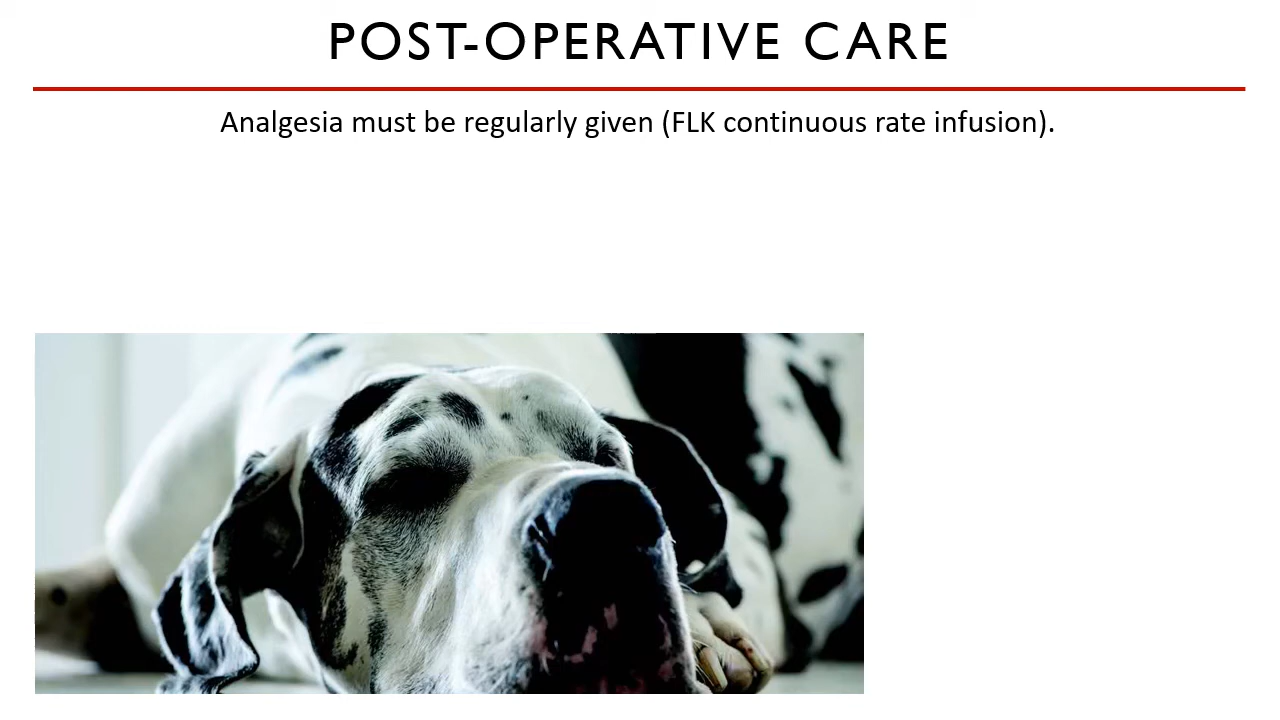 POST-OPERATIVE CARE
Analgesia must be regularly given (FLK continuous rate infusion).